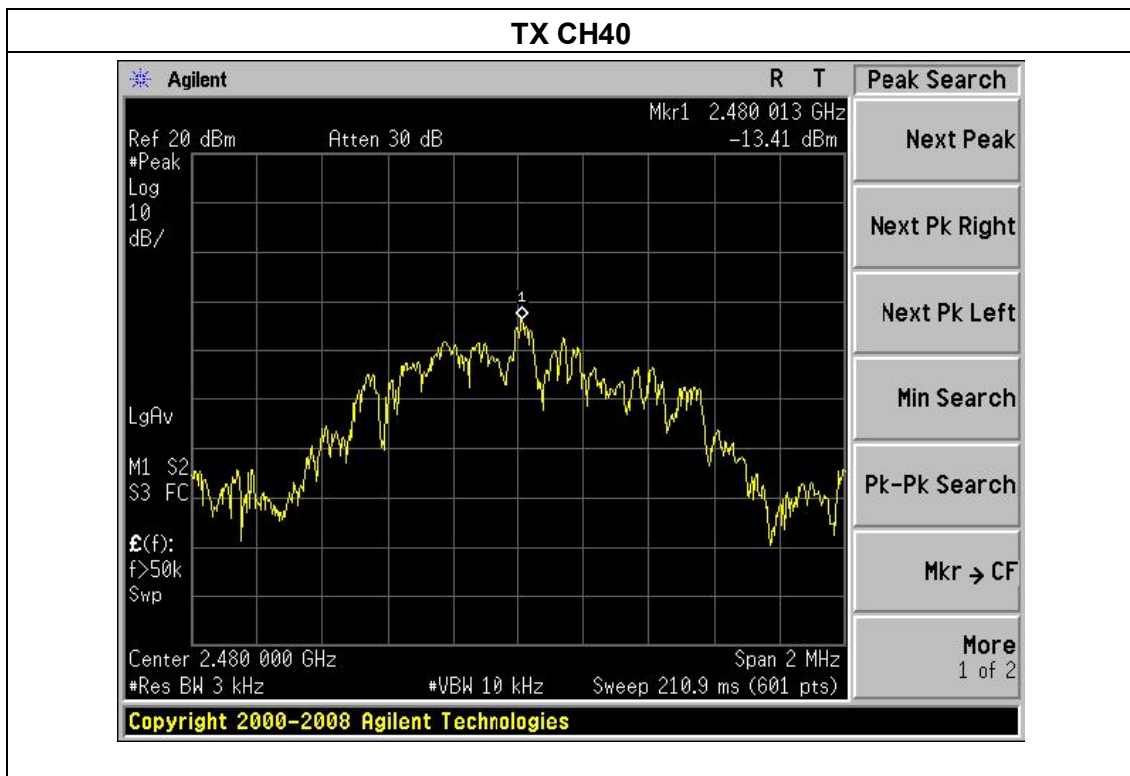 TX CH40
Agilent
R T
Peak Search
Mkr1 2.480 013 GHz
Ref 20 dBm Atten 30 dB -13.41 dBm
#Peak
Log
10
dB/
1
LgAv
M1 S2
S3 FC
£(f):
f>50k
Swp
Center 2.480 000 GHz Span 2 MHz
#Res BW 3 kHz #VBW 10 kHz Sweep 210.9 ms (601 pts)
Copyright 2000-2008 Agilent Technologies
Next Peak
Next Pk Right
Next Pk Left
Min Search
Pk-Pk Search
Mkr → CF
More
1 of 2